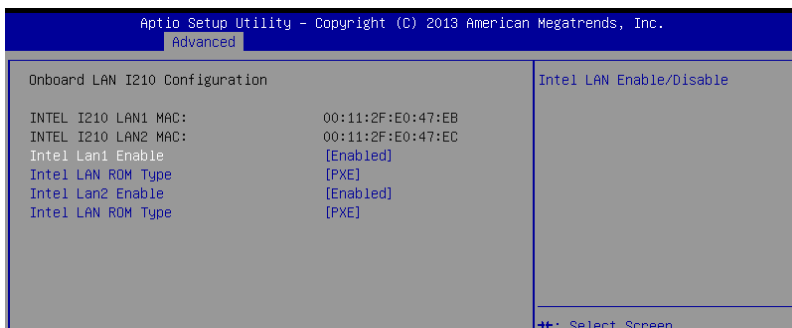 Aptio Setup Utility – Copyright (C) 2013 American Megatrends, Inc.
Advanced
Onboard LAN I210 Configuration
INTEL I210 LAN1 MAC: 00:11:2F:E0:47:EB
INTEL I210 LAN2 MAC: 00:11:2F:E0:47:EC
Intel Lan1 Enable [Enabled]
Intel LAN ROM Type [PXE]
Intel Lan2 Enable [Enabled]
Intel LAN ROM Type [PXE]
Intel LAN Enable/Disable
: Select Screen